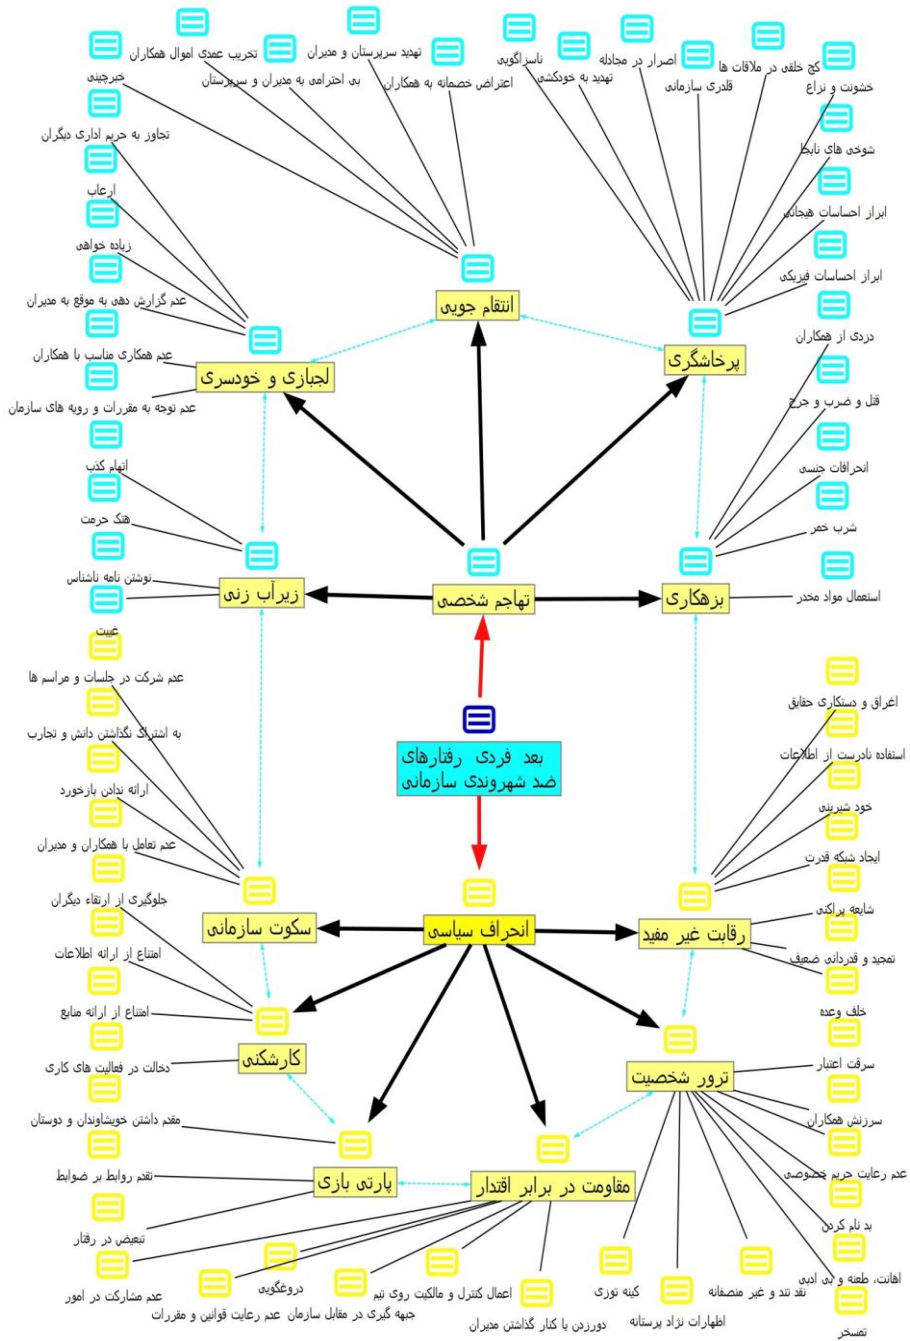 تهدید سرپرستان و مدیران
تخریب عمدی اموال همکاران
خبرچینی
ناسزاگویی
اصرار در مجادله
کج خلقی در ملاقات ها
اعتراض خصمانه به همکاران
بی احترامی به مدیران و سرپرستان
تهدید به خودکشی
قلدری سازمانی
خشونت و نزاع
تجاوز به حریم اداری دیگران
شوخی های نابجا
ارعاب
ابراز احساسات هیجانی
زیاده خواهی
ابراز احساسات فیزیکی
عدم گزارش دهی به موقع به مدیران
انتقام جویی
دزدی از همکاران
عدم همکاری مناسب با همکاران
پرخاشگری
لجبازی و خودسری
عدم توجه به مقررات و رویه های سازمان
قتل و ضرب و جرح
اتهام کذب
انحرافات جنسی
هتک حرمت
شرب خمر
نوشتن نامه ناشناس
زیرآب زنی
تهاجم شخصی
بزهکاری
استعمال مواد مخدر
غیبت
عدم شرکت در جلسات و مراسم ها
اغراق و دستکاری حقایق
به اشتراک نگذاشتن دانش و تجارب
بعد فردی رفتارهای
ضد شهروندی سازمانی
استفاده نادرست از اطلاعات
ارائه ندادن بازخورد
خود شیرینی
عدم تعامل با همکاران و مدیران
ایجاد شبکه قدرت
جلوگیری از ارتقاء دیگران
شایعه پراکنی
سکوت سازمانی
انحراف سیاسی
رقابت غیر مفید
امتناع از ارائه اطلاعات
تمجید و قدردانی ضعیف
امتناع از ارائه منابع
خلف وعده
کارشکنی
دخالت در فعالیت های کاری
سرقت اعتبار
ترور شخصیت
مقدم داشتن خویشاوندان و دوستان
سرزنش همکاران
تقدم روابط بر ضوابط
پارتی بازی
مقاومت در برابر اقتدار
عدم رعایت حریم خصوصی
تبعیض در رفتار
بد نام کردن
عدم مشارکت در امور
دروغگویی
اعمال کنترل و مالکیت روی تیم
کینه توزی
نقد تند و غیر منصفانه
اهانت، طعنه و بی ادبی
عدم رعایت قوانین و مقررات
جبهه گیری در مقابل سازمان
دورزدن یا کنار گذاشتن مدیران
اظهارات نژاد پرستانه
تمسخر